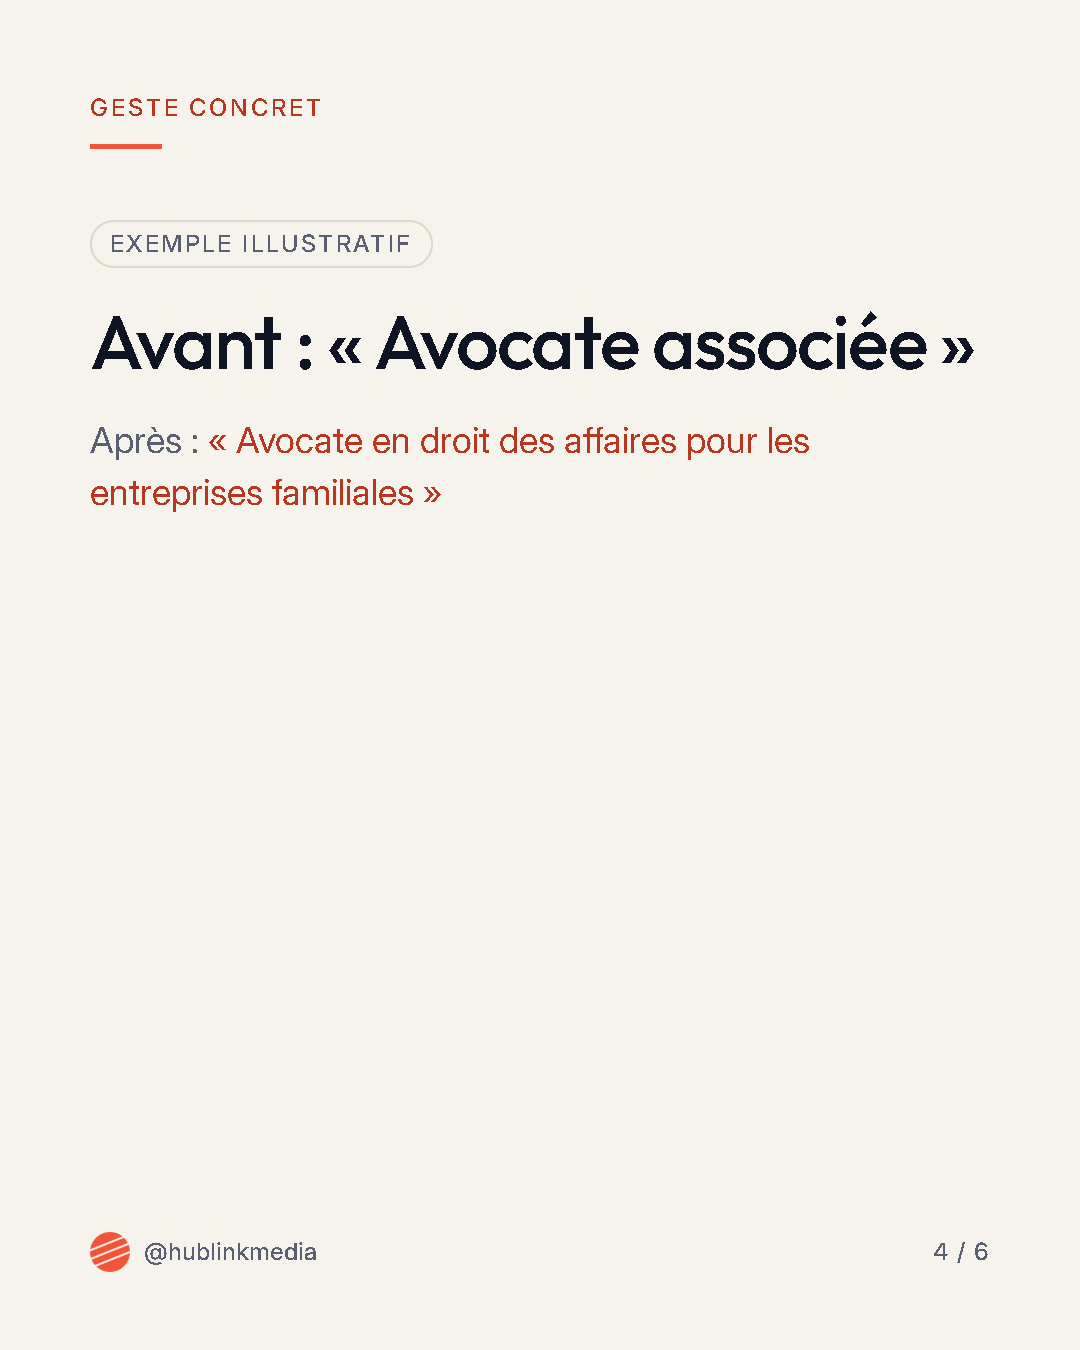 GESTE CONCRET
EXEMPLE ILLUSTRATIF
Avant : « Avocate associée »
Après : « Avocate en droit des affaires pour les
entreprises familiales »
@hublinkmedia
4 / 6